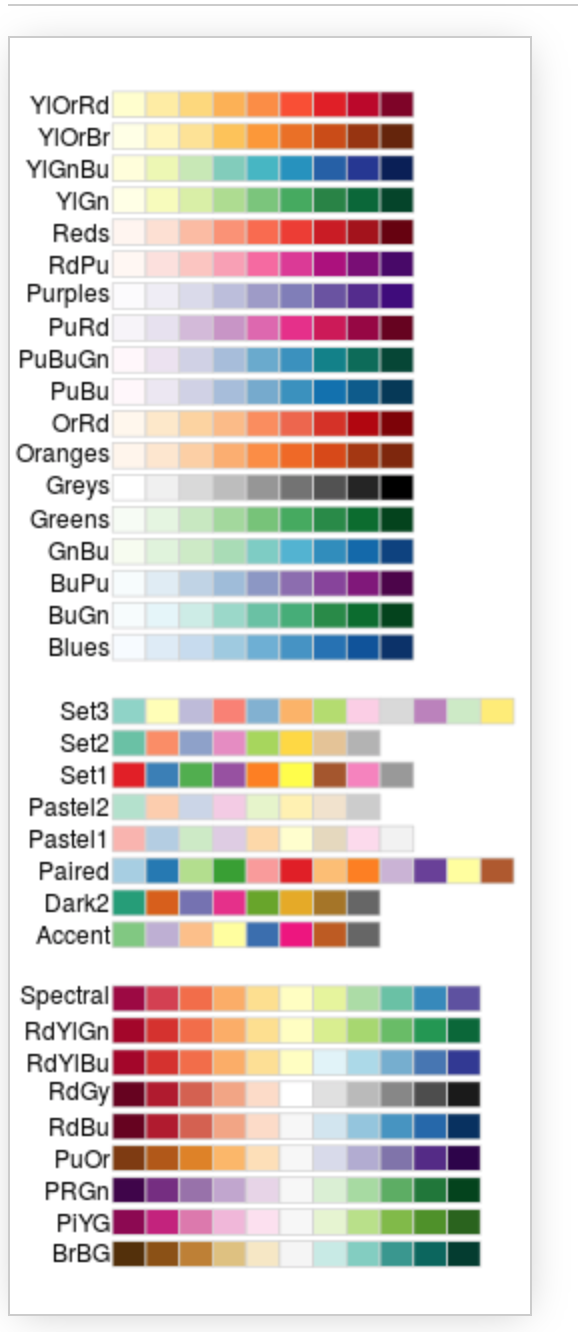 YlOrRd
YlOrBr
YlGnBu
YlGn
Reds
RdPu
Purples
PuRd
PuBuGn
PuBu
OrRd
Oranges
Greys
Greens
GnBu
BuPu
BuGn
Blues
Set3
Set2
Set1
Pastel2
Pastel1
Paired
Dark2
Accent
Spectral
RdYlGn
RdYlBu
RdGy
RdBu
PuOr
PRGn
PiYG
BrBG